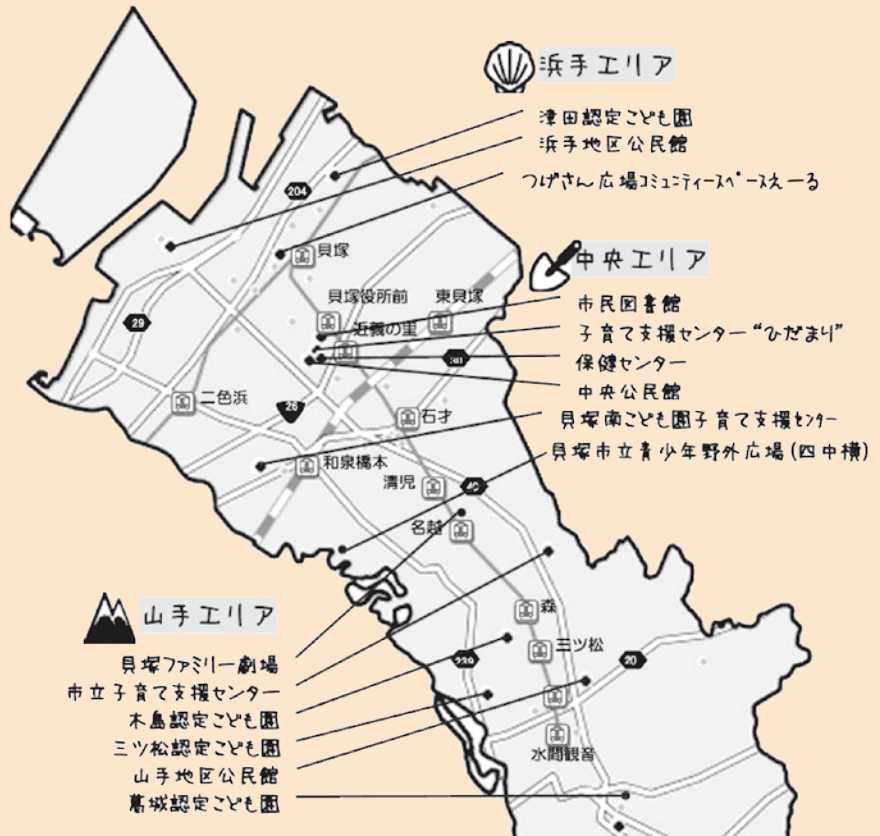 浜手エリア
津田認定こども園
浜手地区公民館
つげさん広場コミュニティースペースえーる
204
貝塚
中央エリア
貝塚役所前
東貝塚
市民図書館
近義の里
子育て支援センター“ひだまり”
29
30
保健センター
中央公民館
二色浜
28
石才
貝塚南こども園子育て支援センター
貝塚市立青少年野外広場(四中横)
和泉橋本
清児
40
名越
山手エリア
森
三ツ松
貝塚ファミリー劇場
239
20
市立子育て支援センター
木島認定こども園
三ツ松認定こども園
水間観音
山手地区公民館
葛城認定こども園